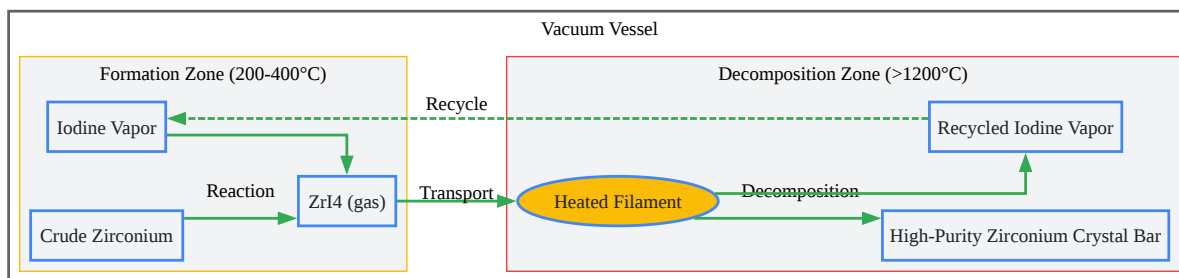 Vacuum Vessel
Formation Zone (200-400°C)
Decomposition Zone (>1200°C)
Iodine Vapor
Recycle
Recycled Iodine Vapor
Reaction
ZrI4 (gas)
Transport
Heated Filament
Decomposition
Crude Zirconium
High-Purity Zirconium Crystal Bar